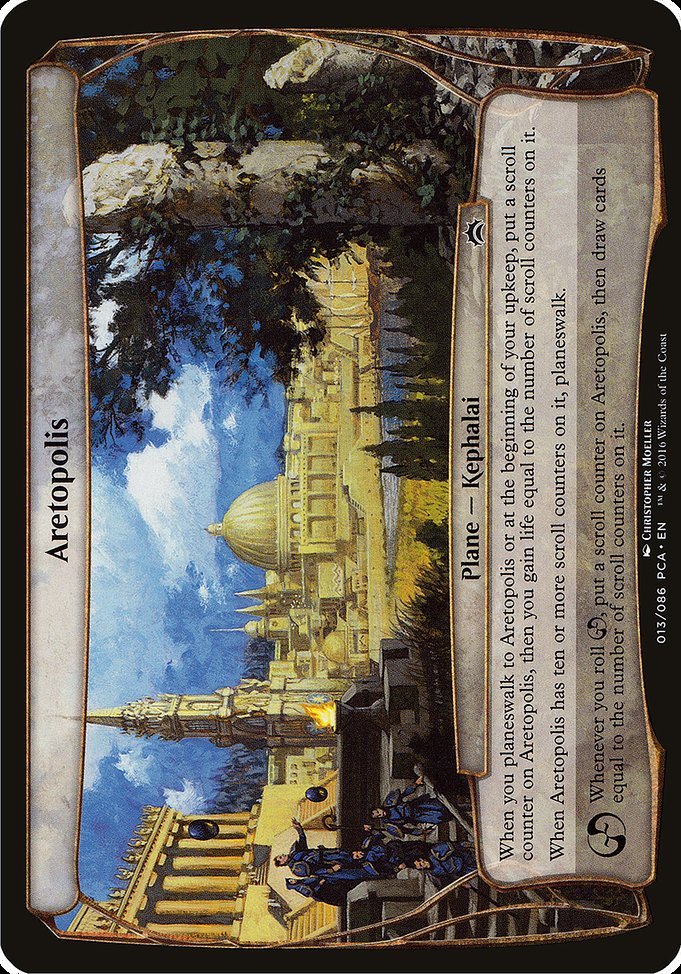 Aretopolis
Plane — Kephalai
When you planeswalk to Aretopolis or at the beginning of your upkeep, put a scroll
counter on Aretopolis, then you gain life equal to the number of scroll counters on it.
When Aretopolis has ten or more scroll counters on it, planeswalk.
Whenever you roll , put a scroll counter on Aretopolis, then draw cards
equal to the number of scroll counters on it.
Christopher Moeller
013/086 PCA • EN ™ & © 2016 Wizards of the Coast